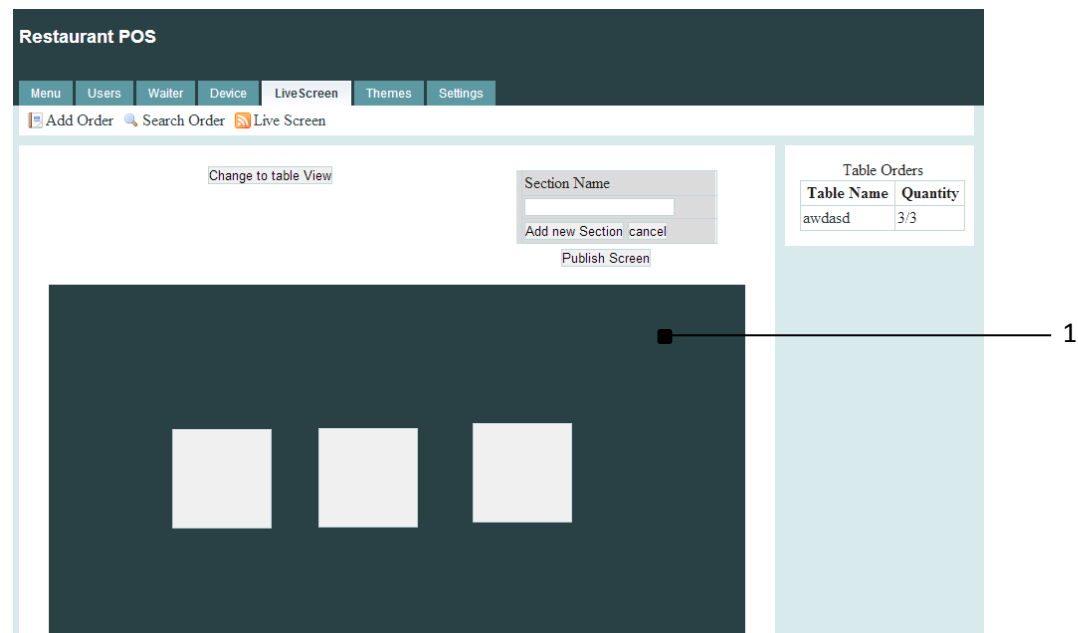 Restaurant POS
Menu Users Waiter Device LiveScreen Themes Settings
Add Order Search Order Live Screen
Change to table View
Section Name
Add new Section cancel
Publish Screen
Table Orders
Table Name Quantity
awdasd 3/3
1